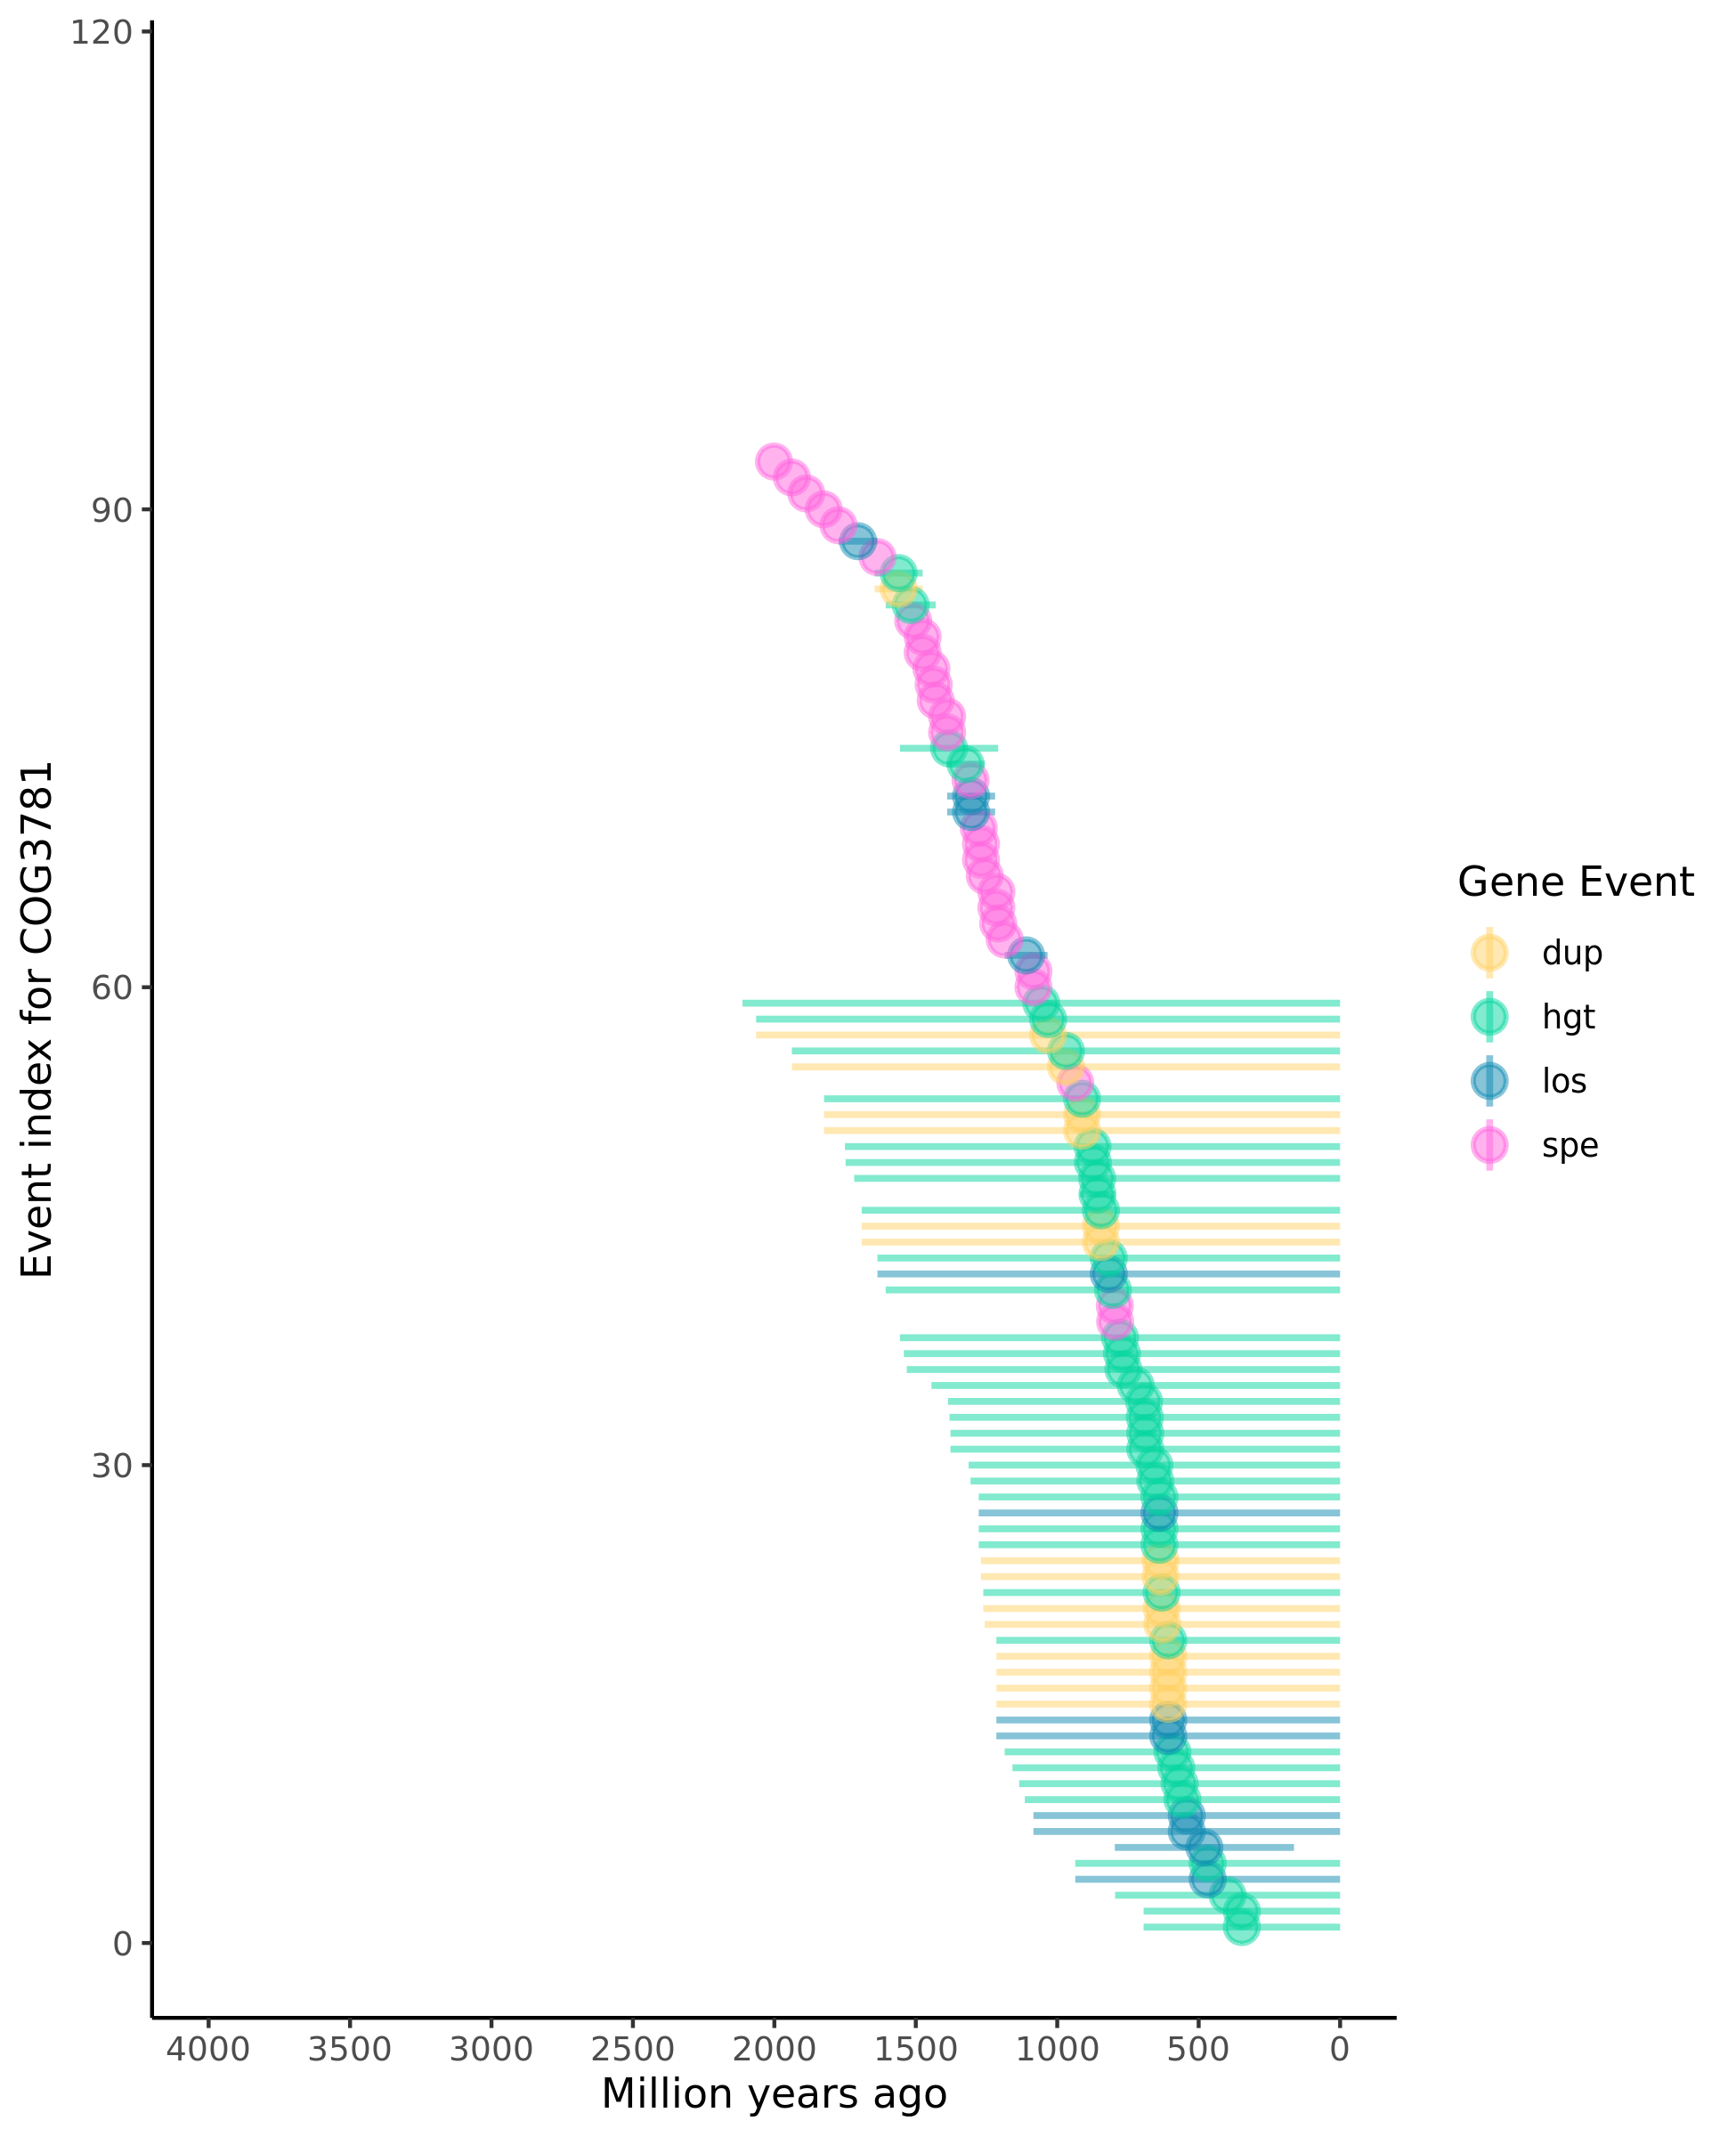 120
90
60
30
0
Event index for COG3781
4000 3500 3000 2500 2000 1500 1000 500 0
Million years ago
Gene Event
dup
hgt
los
spe